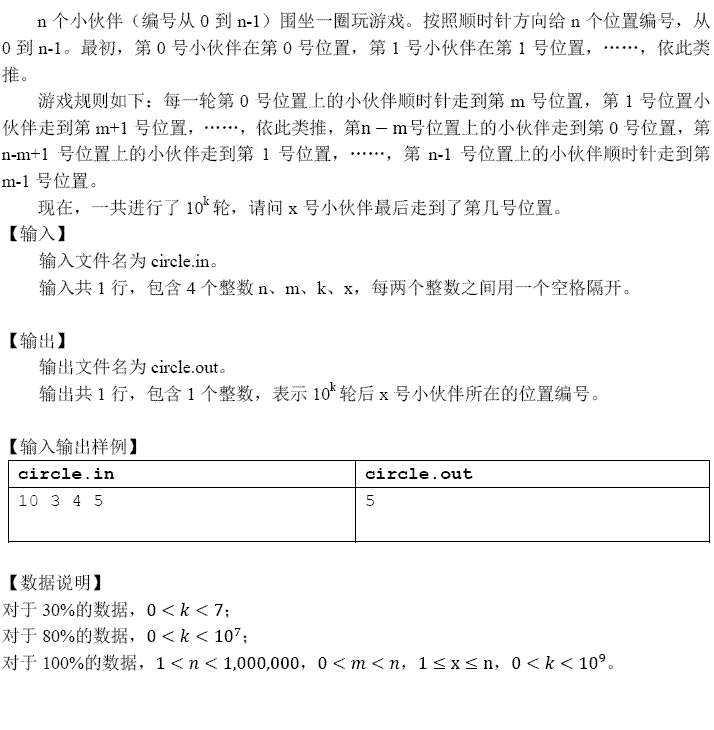 n 个小伙伴（编号从 0 到 n-1）围坐一圈玩游戏。按照顺时针方向给 n 个位置编号，从
0 到 n-1。最初，第 0 号小伙伴在第 0 号位置，第 1 号小伙伴在第 1 号位置，……，依此类
推。
游戏规则如下：每一轮第 0 号位置上的小伙伴顺时针走到第 m 号位置，第 1 号位置小
伙伴走到第 m+1 号位置，……，依此类推，第n − m号位置上的小伙伴走到第 0 号位置，第
n-m+1 号位置上的小伙伴走到第 1 号位置，……，第 n-1 号位置上的小伙伴顺时针走到第
m-1 号位置。
现在，一共进行了 10^k 轮，请问 x 号小伙伴最后走到了第几号位置。
【输入】
输入文件名为 circle.in。
输入共 1 行，包含 4 个整数 n、m、k、x，每两个整数之间用一个空格隔开。
【输出】
输出文件名为 circle.out。
输出共 1 行，包含 1 个整数，表示 10^k 轮后 x 号小伙伴所在的位置编号。
【输入输出样例】
circle.in circle.out
10 3 4 5 5
【数据说明】
对于 30%的数据，0 < k < 7；
对于 80%的数据，0 < k < 10^7；
对于 100%的数据，1 < n < 1,000,000，0 < m < n，1 ≤ x ≤ n，0 < k < 10^9。